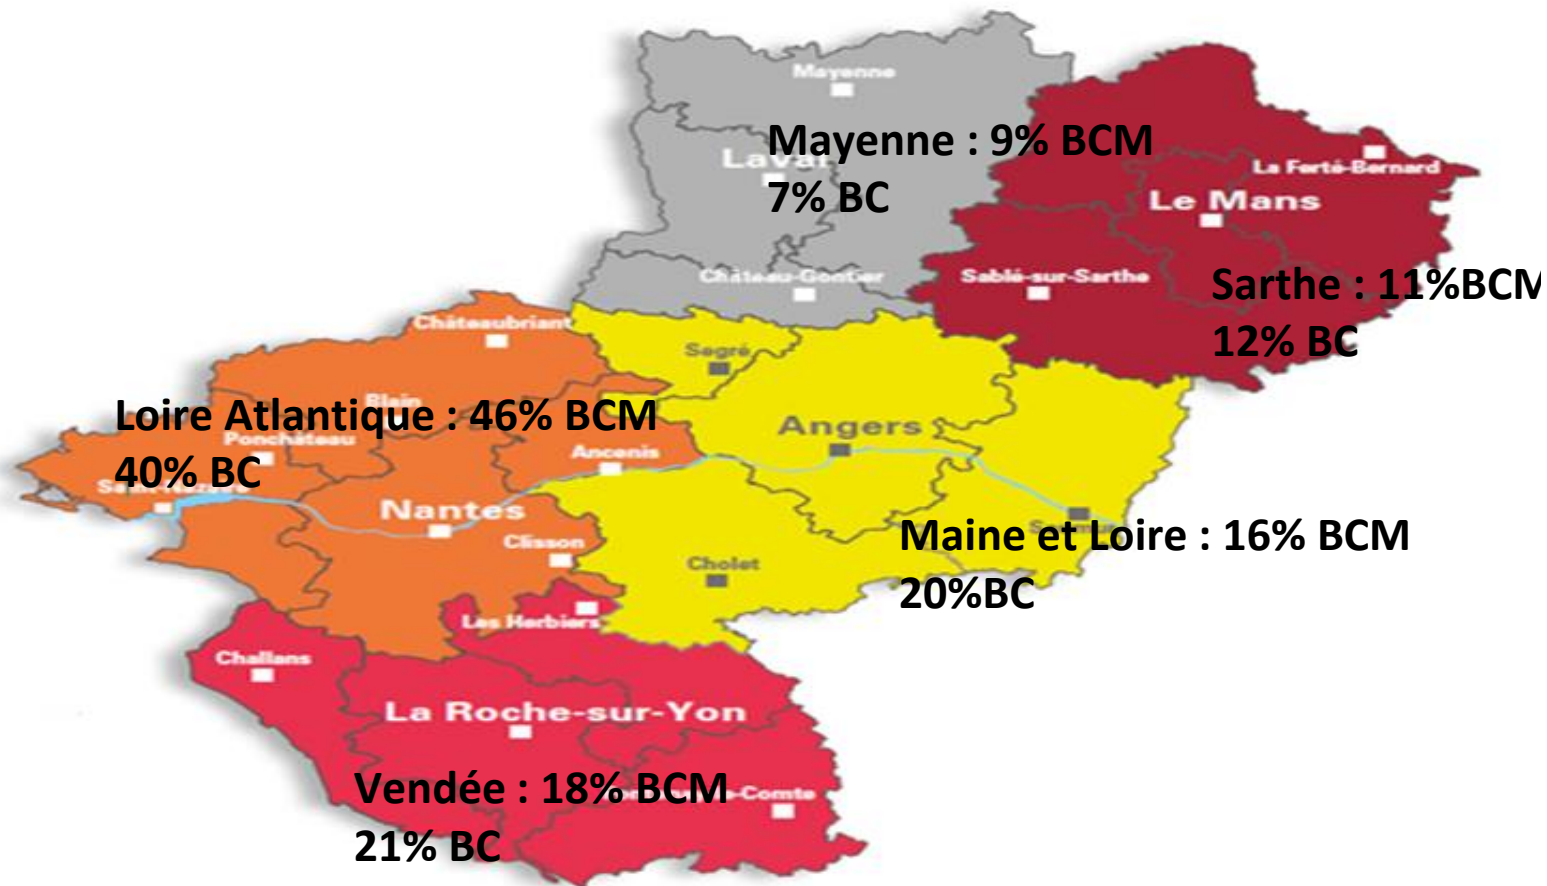 Mayenne
Mayenne : 9% BCM
7% BC
La Ferté-Bernard
Le Mans
Château-Gontier
Sablé-sur-Sarthe
Sarthe : 11%BCM
12% BC
Châteaubriant
Segré
Loire Atlantique : 46% BCM
40% BC
Blain
Ponchâteau
Angers
Ancenis
Nantes
Clisson
Maine et Loire : 16% BCM
20%BC
Cholet
Les Herbiers
Challans
La Roche-sur-Yon
Vendée : 18% BCM
21% BC